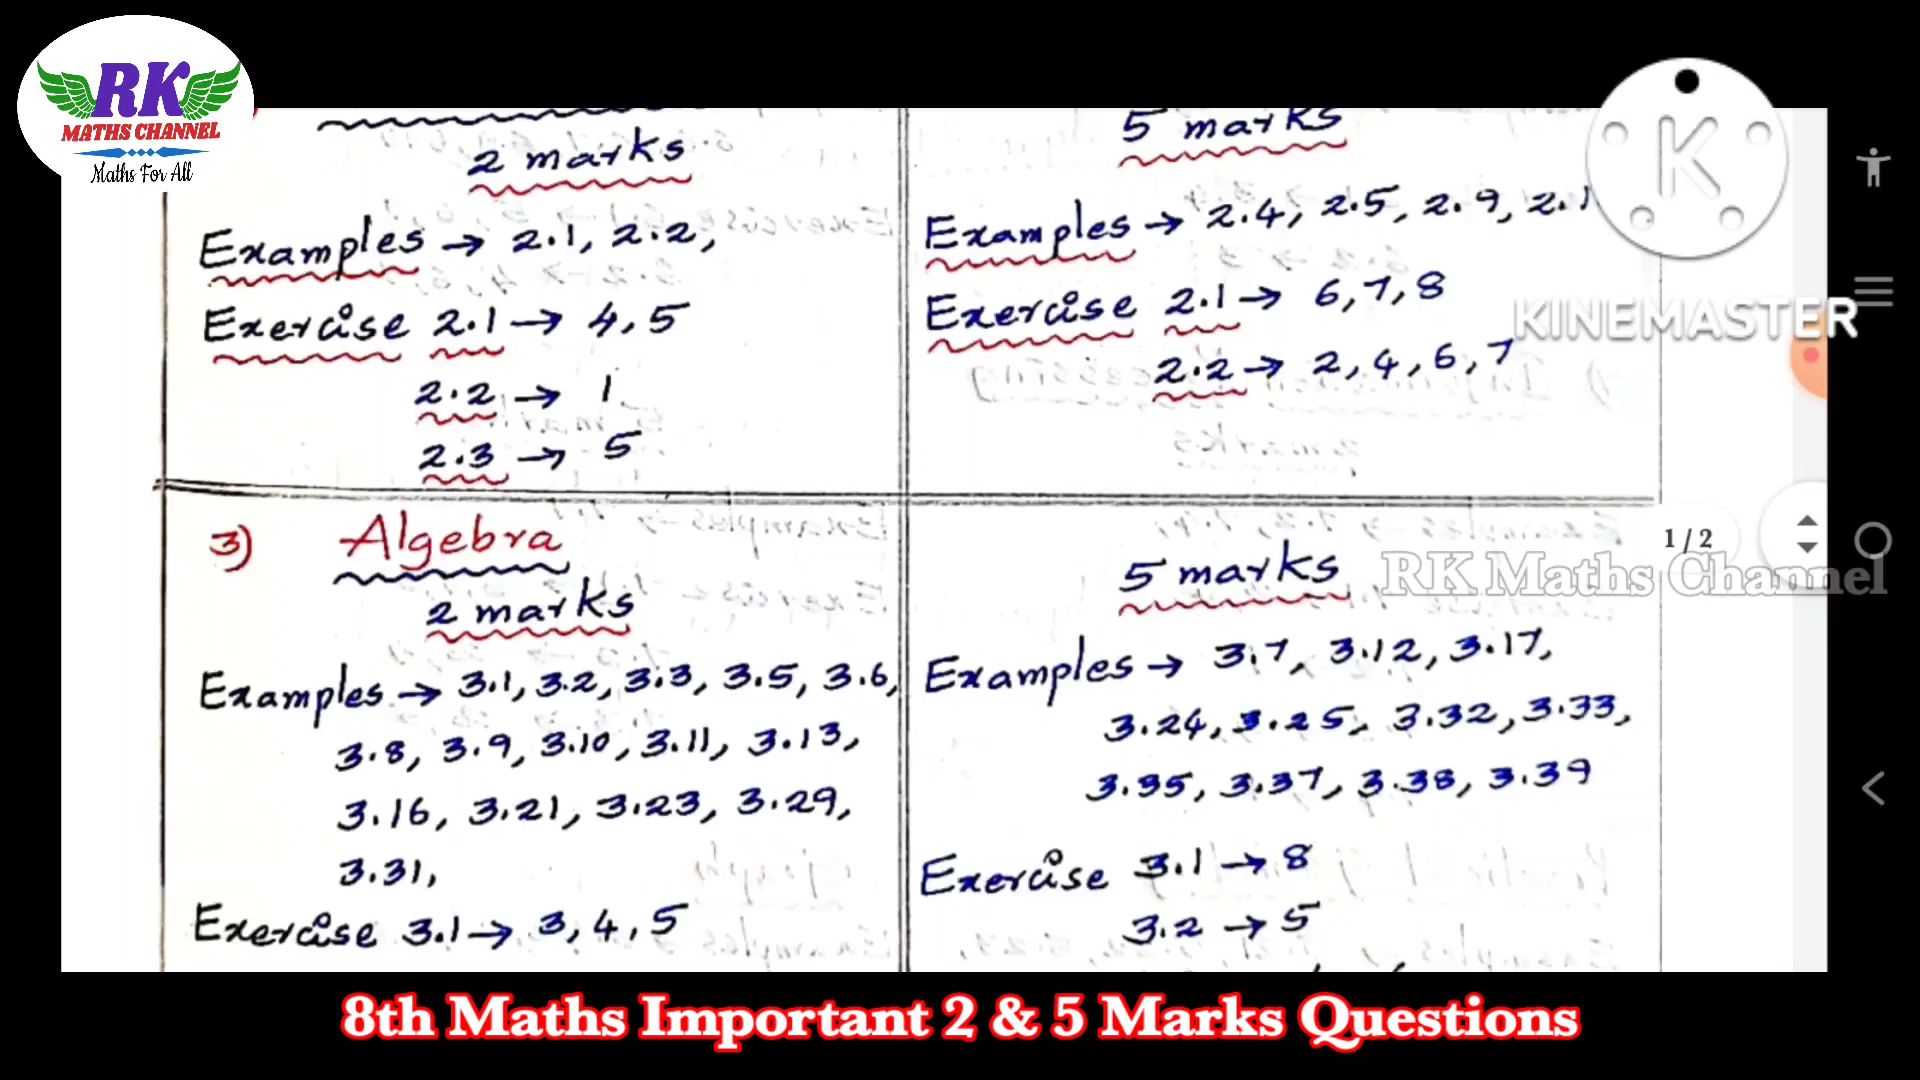 RK
MATHS CHANNEL
Maths For All
2 marks
Examples → 2.1, 2.2,
Exercise 2.1 → 4, 5
2.2 → 1
2.3 → 5
5 marks
Examples → 2.4, 2.5, 2.9,
Exercise 2.1 → 6, 7, 8
2.2 → 2, 4, 6, 7
K
KINEMASTER
3) Algebra
2 marks
Examples → 3.1, 3.2, 3.3, 3.5, 3.6,
3.8, 3.9, 3.10, 3.11, 3.13,
3.16, 3.21, 3.23, 3.29,
3.31,
Exercise 3.1 → 3, 4, 5
5 marks
Examples → 3.7, 3.12, 3.17,
3.24, 3.25, 3.32, 3.33,
3.35, 3.37, 3.38, 3.39
Exercise 3.1 → 8
3.2 → 5
1/2
RK Maths Channel
8th Maths Important 2 & 5 Marks Questions